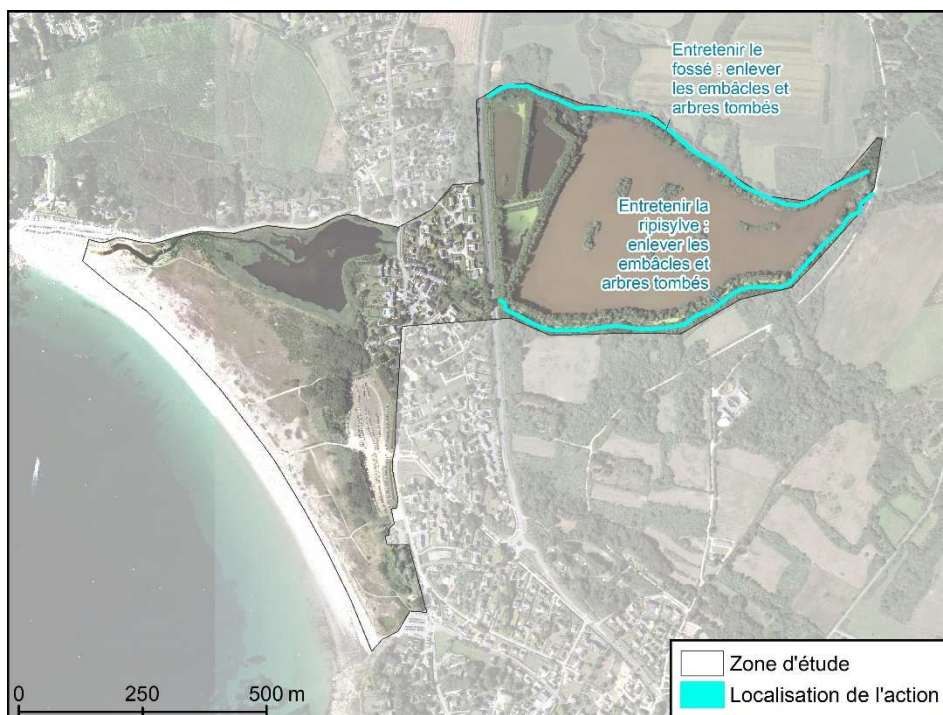 Entretenir le
fossé : enlever
les embâcles et
arbres tombés
Entretenir la
ripisylve :
enlever les
embâcles et
arbres tombés
0 250 500 m
Zone d'étude
Localisation de l'action